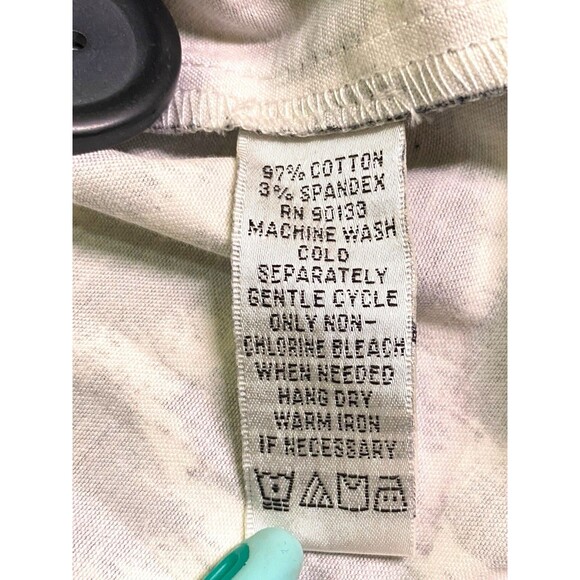 97% COTTON
3% SPANDEX
RN 90133
MACHINE WASH
COLD
SEPARATELY
GENTLE CYCLE
ONLY NON-
CHLORINE BLEACH
WHEN NEEDED
HANG DRY
WARM IRON
IF NECESSARY